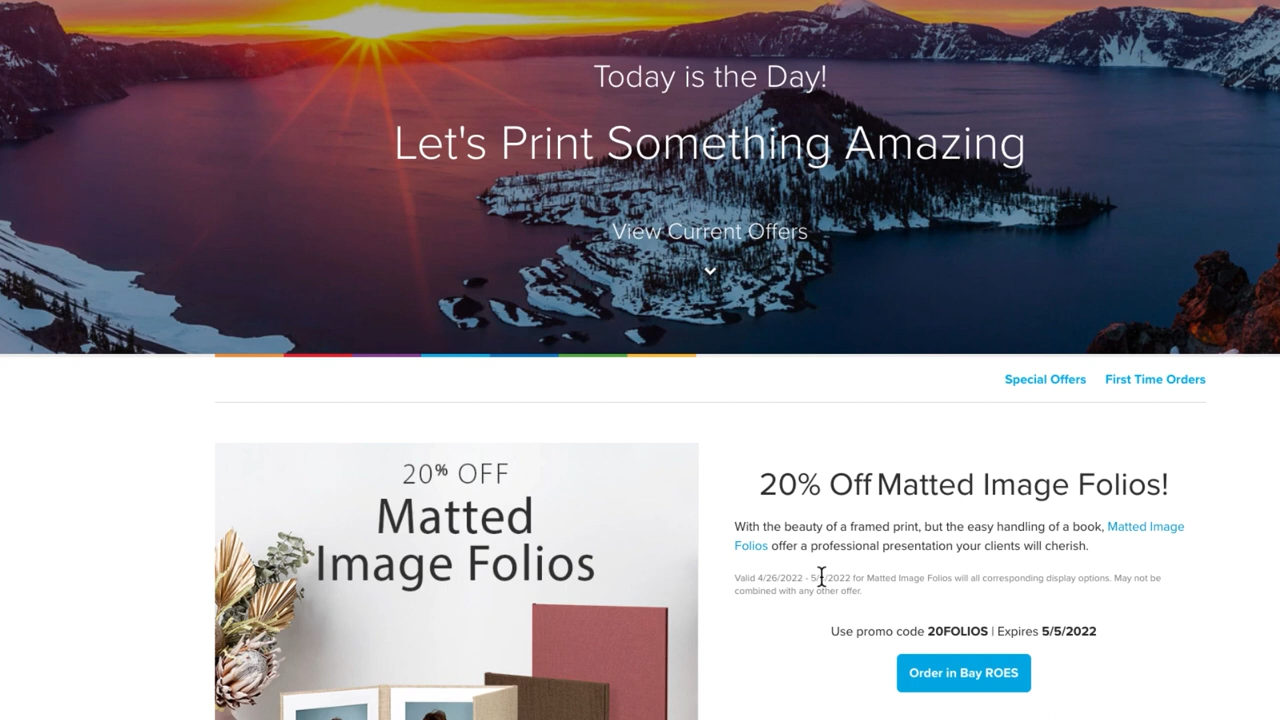 Today is the Day!
Let's Print Something Amazing
View Current Offers
Special Offers First Time Orders
20% OFF
Matted
Image Folios
20% Off Matted Image Folios!
With the beauty of a framed print, but the easy handling of a book, Matted Image
Folios offer a professional presentation your clients will cherish.
Valid 4/26/2022 - 5/5/2022 for Matted Image Folios will all corresponding display options. May not be
combined with any other offer.
Use promo code 20FOLIOS | Expires 5/5/2022
Order in Bay ROES